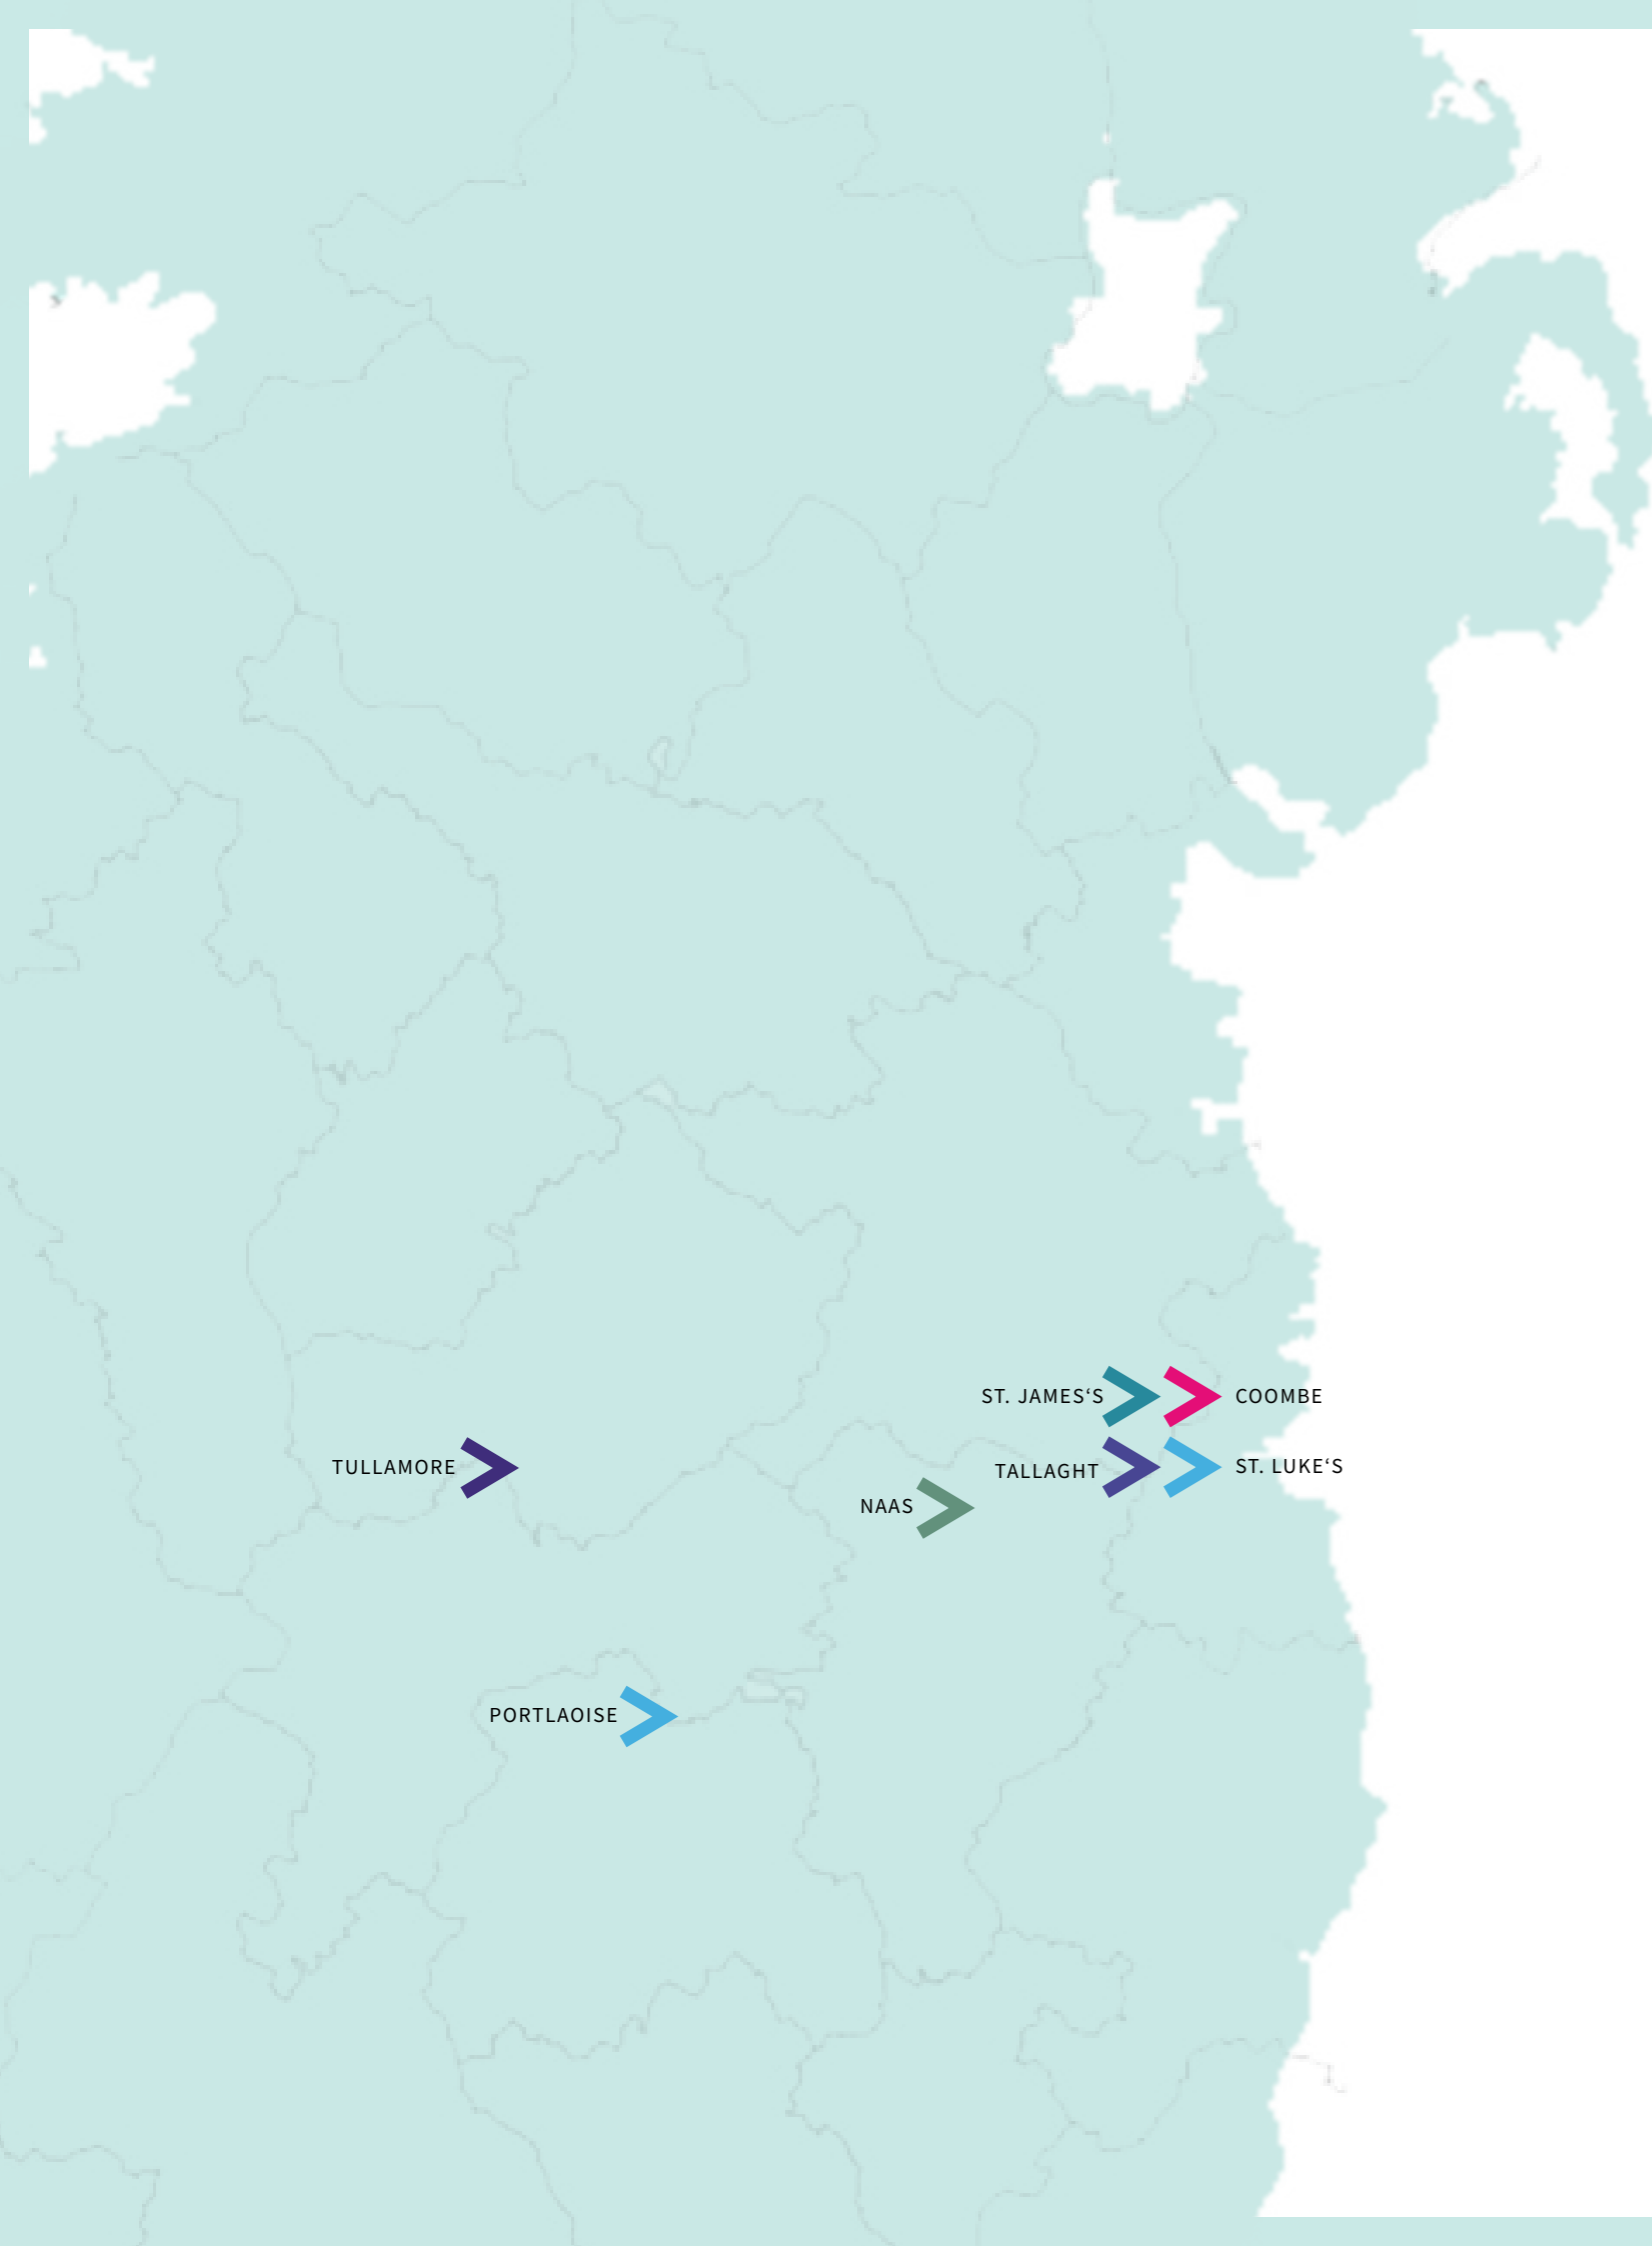 ST. JAMES‘S
COOMBE
TULLAMORE
TALLAGHT
ST. LUKE‘S
NAAS
PORTLAOISE